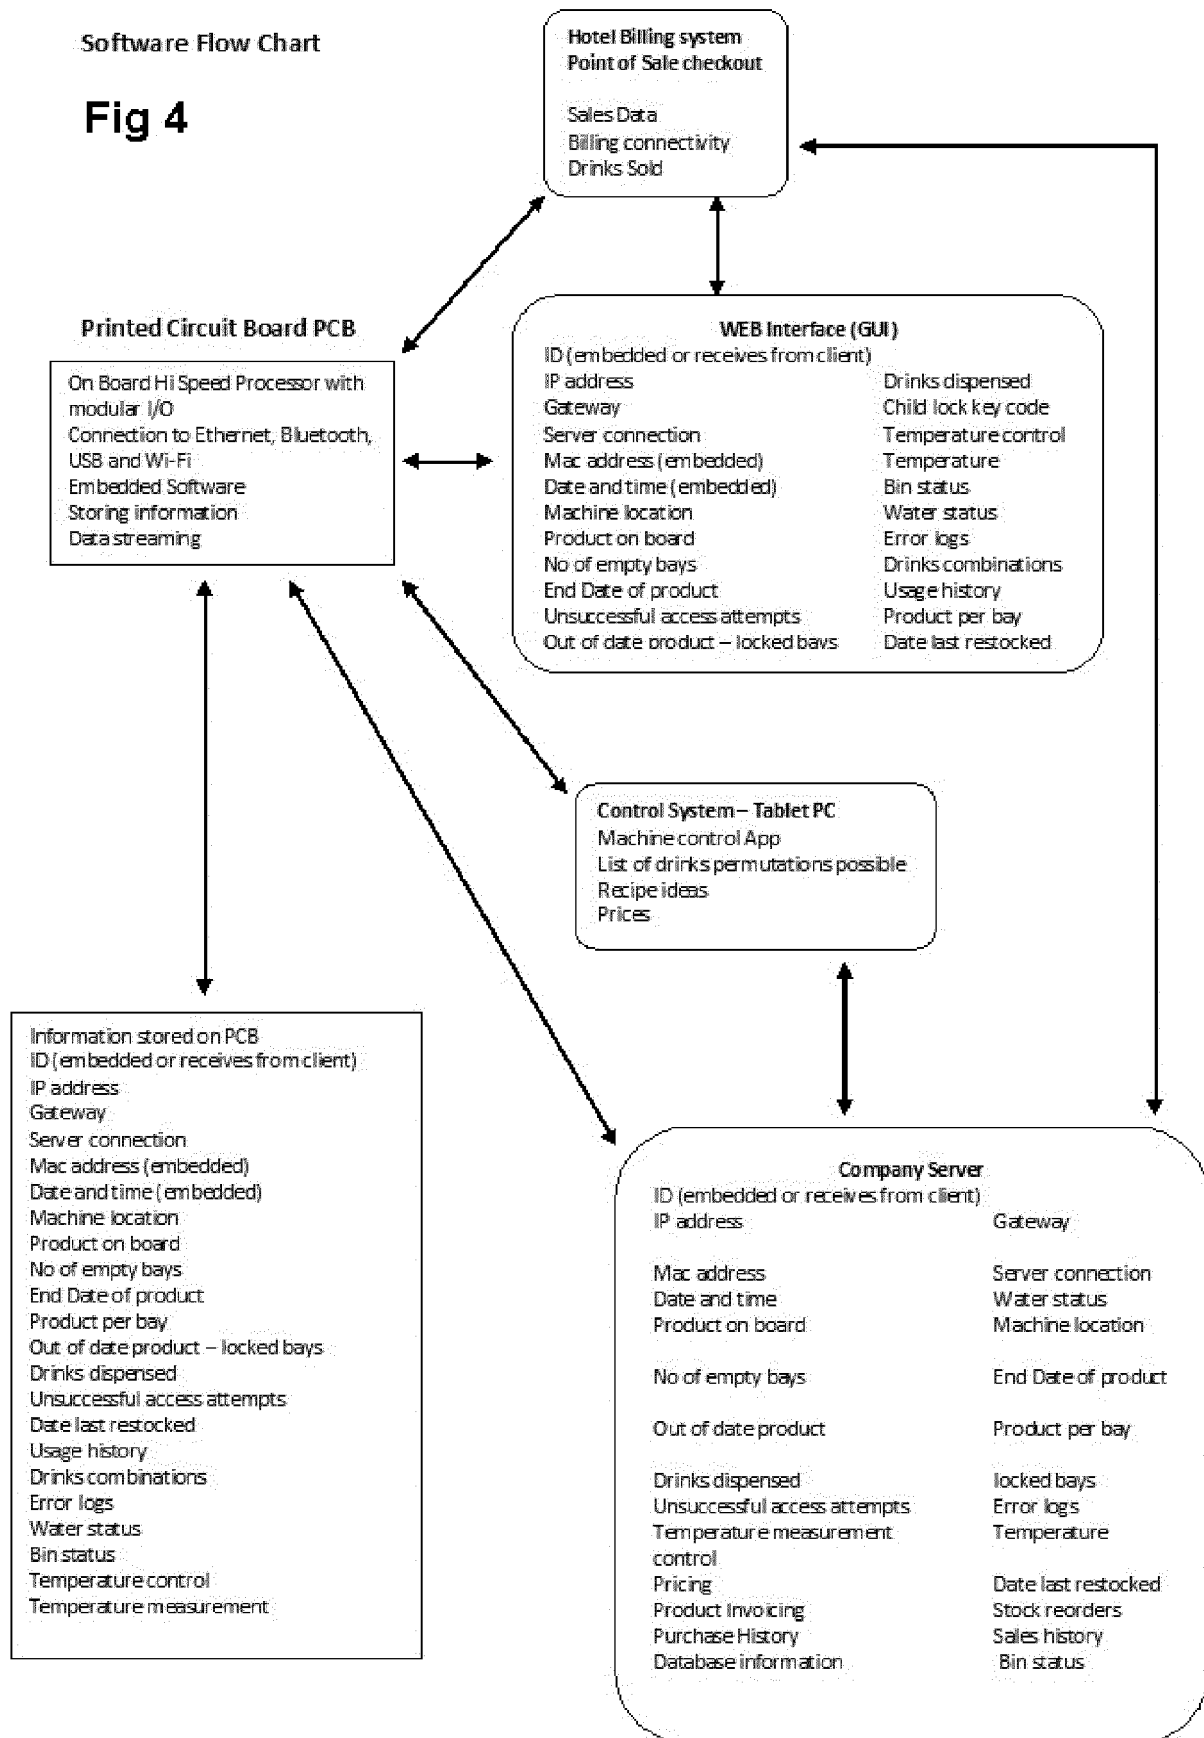 Software Flow Chart
Fig 4
Hotel Billing system
Point of Sale checkout
Sales Data
Billing connectivity
Drinks Sold
Printed Circuit Board PCB
On Board Hi Speed Processor with
modular I/O
Connection to Ethernet, Bluetooth,
USB and Wi-Fi
Embedded Software
Storing information
Data streaming
WEB Interface (GUI)
ID (embedded or receives from client)
IP address
Gateway
Server connection
Mac address (embedded)
Date and time (embedded)
Machine location
Product on board
No of empty bays
End Date of product
Unsuccessful access attempts
Out of date product – locked bays
Drinks dispensed
Child lock key code
Temperature control
Temperature
Bin status
Water status
Error logs
Drinks combinations
Usage history
Product per bay
Date last restocked
Control System – Tablet PC
Machine control App
List of drinks permutations possible
Recipe ideas
Prices
Information stored on PCB
ID (embedded or receives from client)
IP address
Gateway
Server connection
Mac address (embedded)
Date and time (embedded)
Machine location
Product on board
No of empty bays
End Date of product
Product per bay
Out of date product – locked bays
Drinks dispensed
Unsuccessful access attempts
Date last restocked
Usage history
Drinks combinations
Error logs
Water status
Bin status
Temperature control
Temperature measurement
Company Server
ID (embedded or receives from client)
IP address
Gateway
Mac address
Server connection
Date and time
Water status
Product on board
Machine location
No of empty bays
End Date of product
Out of date product
Product per bay
Drinks dispensed
locked bays
Unsuccessful access attempts
Error logs
Temperature measurement
Temperature
control
Pricing
Date last restocked
Product Invoicing
Stock reorders
Purchase History
Sales history
Database information
Bin status